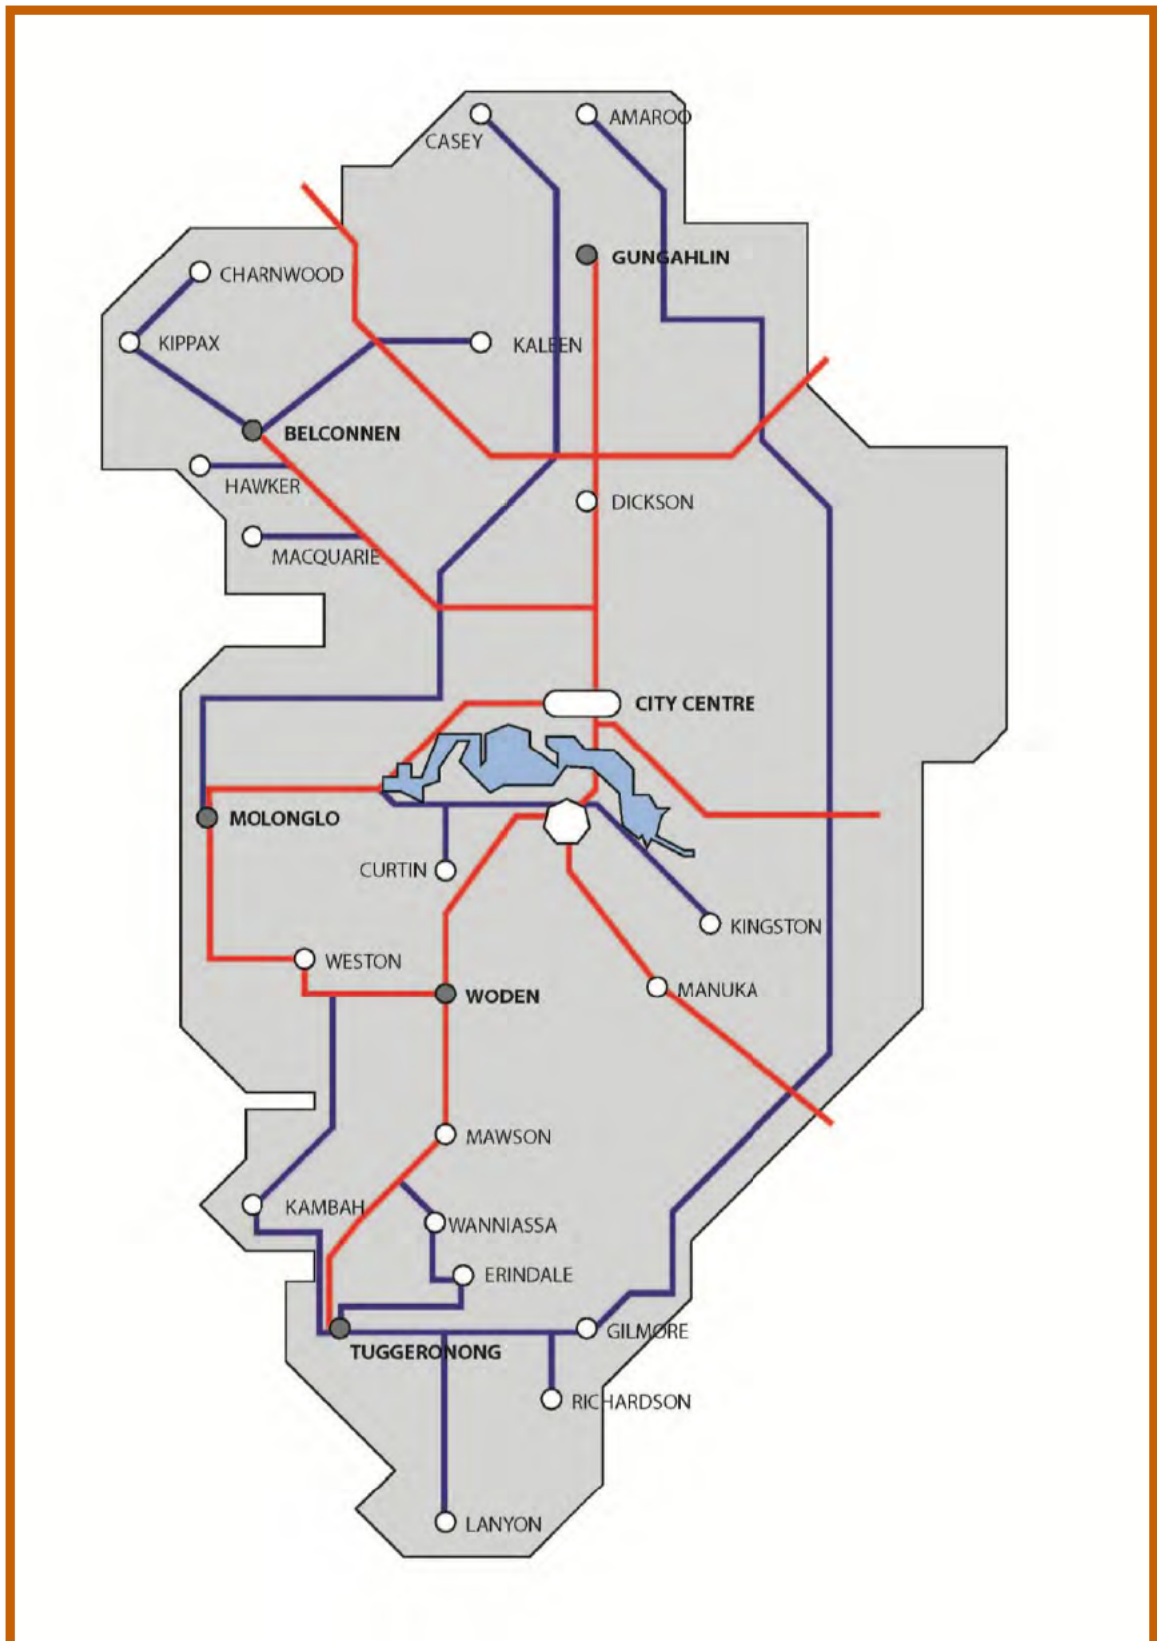 AMAROO
CASEY
GUNGAHLIN
CHARNWOOD
KIPPAX
KALEEN
BELCONNEN
HAWKER
DICKSON
MACQUARIE
CITY CENTRE
MOLONGLO
CURTIN
KINGSTON
WESTON
MANUKA
WODEN
MAWSON
KAMBAH
WANNIASSA
ERINDALE
GILMORE
TUGGERONONG
RICHARDSON
LANYON